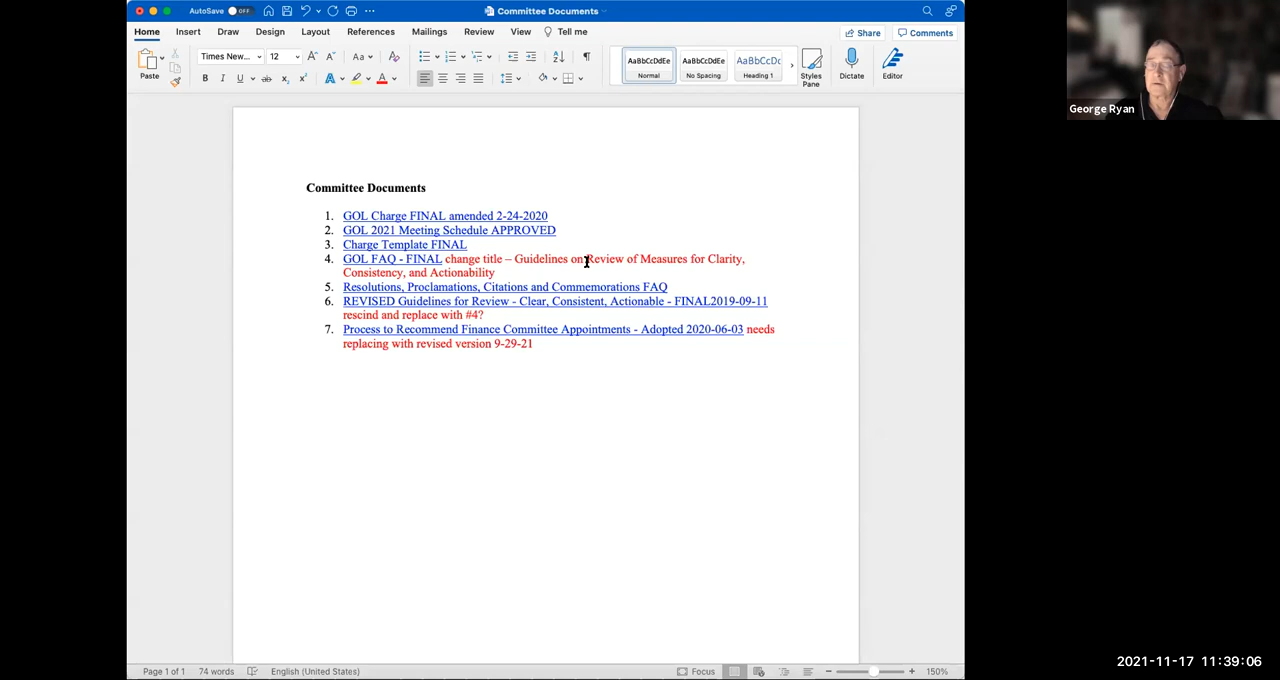 AutoSave OFF
Committee Documents
Home Insert Draw Design Layout References Mailings Review View Tell me
Share Comments
Paste
Times New... 12
Aa
B I U ab x2 x2 A A
AaBbCcDdEe AaBbCcDdEe AaBbCcDc
Normal No Spacing Heading 1
Styles Pane
Dictate
Editor
George Ryan
Committee Documents
1. GOL Charge FINAL amended 2-24-2020
2. GOL 2021 Meeting Schedule APPROVED
3. Charge Template FINAL
4. GOL FAQ - FINAL change title – Guidelines on Review of Measures for Clarity,
Consistency, and Actionability
5. Resolutions, Proclamations, Citations and Commemorations FAQ
6. REVISED Guidelines for Review - Clear, Consistent, Actionable - FINAL2019-09-11
rescind and replace with #4?
7. Process to Recommend Finance Committee Appointments - Adopted 2020-06-03 needs
replacing with revised version 9-29-21
Page 1 of 1 74 words English (United States) Focus 150%
2021-11-17 11:39:06